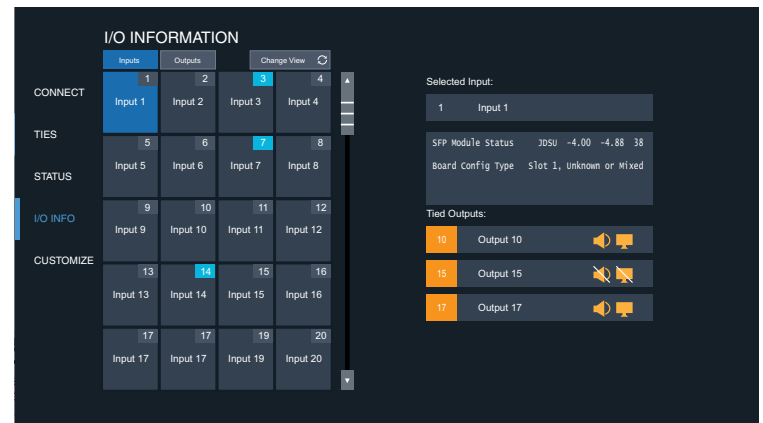 I/O INFORMATION
Inputs Outputs Change View
CONNECT
TIES
STATUS
I/O INFO
CUSTOMIZE
1 2 3 4
Input 1 Input 2 Input 3 Input 4
5 6 7 8
Input 5 Input 6 Input 7 Input 8
9 10 11 12
Input 9 Input 10 Input 11 Input 12
13 14 15 16
Input 13 Input 14 Input 15 Input 16
17 17 19 20
Input 17 Input 17 Input 19 Input 20
Selected Input:
1 Input 1
SFP Module Status JDSU -4.00 -4.88 38
Board Config Type Slot 1, Unknown or Mixed
Tied Outputs:
10 Output 10
15 Output 15
17 Output 17